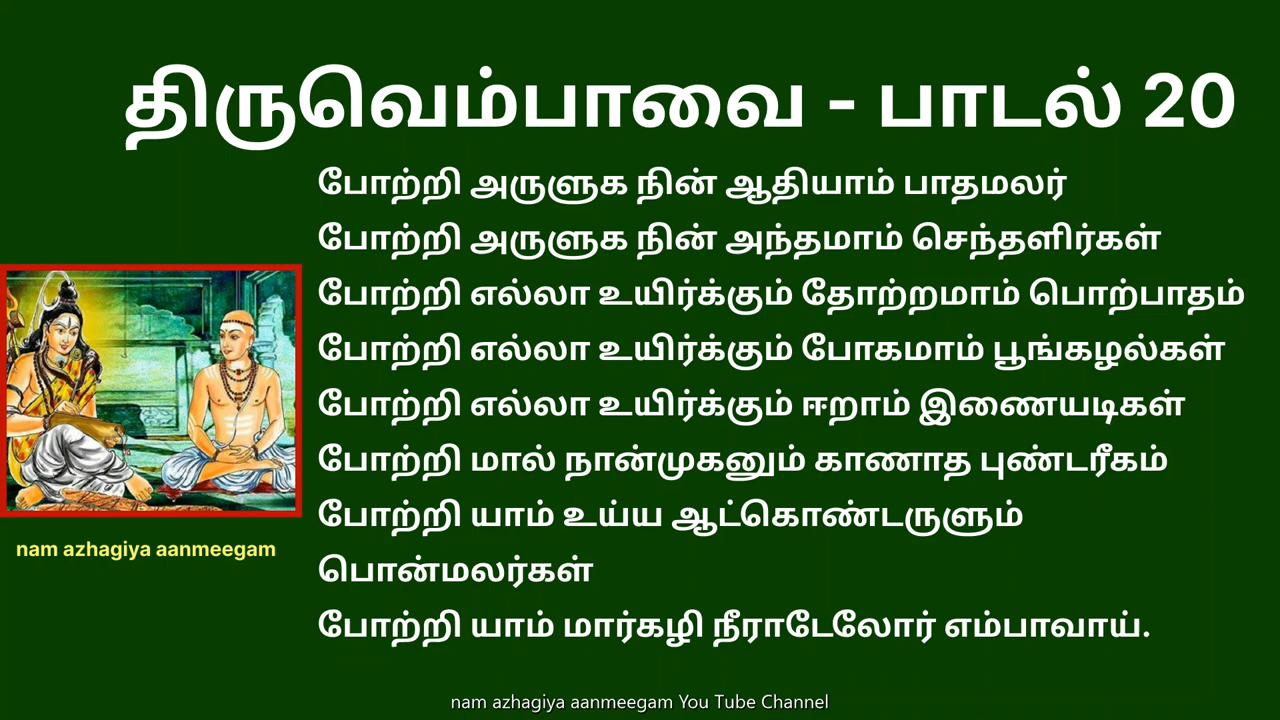 திருவெம்பாவை - பாடல் 20
போற்றி அருளுக நின் ஆதியாம் பாதமலர்
போற்றி அருளுக நின் அந்தமாம் செந்தளிர்கள்
போற்றி எல்லா உயிர்க்கும் தோற்றமாம் பொற்பாதம்
போற்றி எல்லா உயிர்க்கும் போகமாம் பூங்கழல்கள்
போற்றி எல்லா உயிர்க்கும் ஈறாம் இணையடிகள்
போற்றி மால் நான்முகனும் காணாத புண்டரீகம்
போற்றி யாம் உய்ய ஆட்கொண்டருளும்
பொன்மலர்கள்
போற்றி யாம் மார்கழி நீராடேலோர் எம்பாவாய்.
nam azhagiya aanmeegam
nam azhagiya aanmeegam You Tube Channel